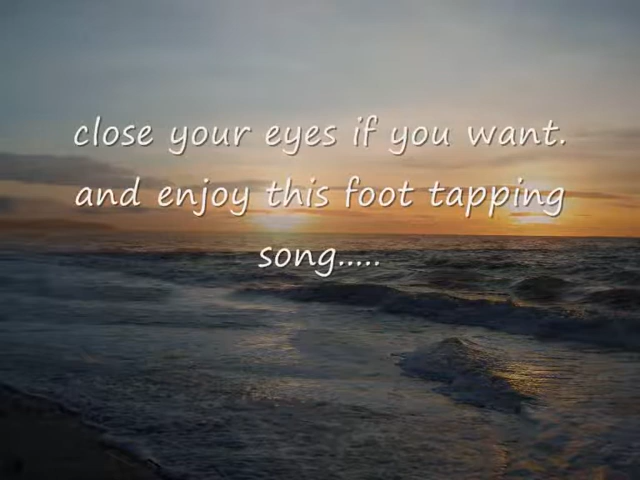 close your eyes if you want.
and enjoy this foot tapping
song.....